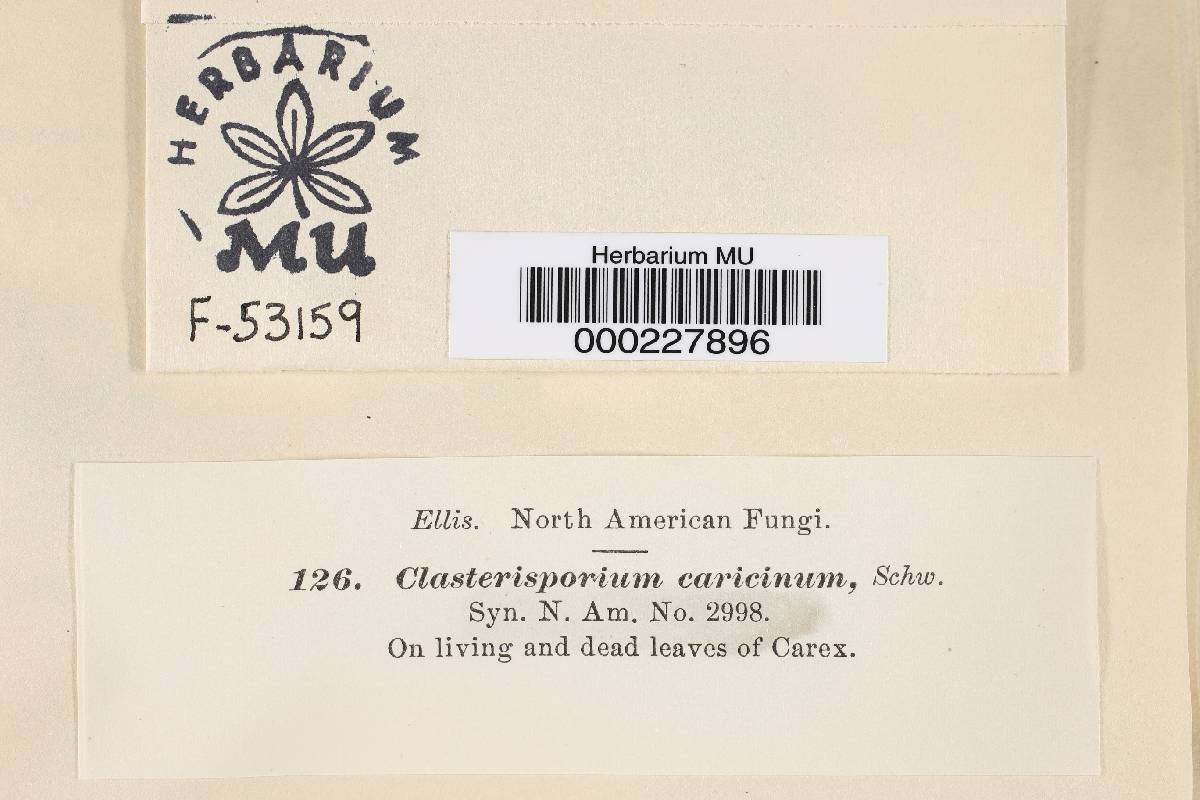 HERBARIUM
MU
F-53159
Herbarium MU
000227896
Ellis. North American Fungi.
126. Clasterisporium caricinum, Schw.
Syn. N. Am. No. 2998.
On living and dead leaves of Carex.